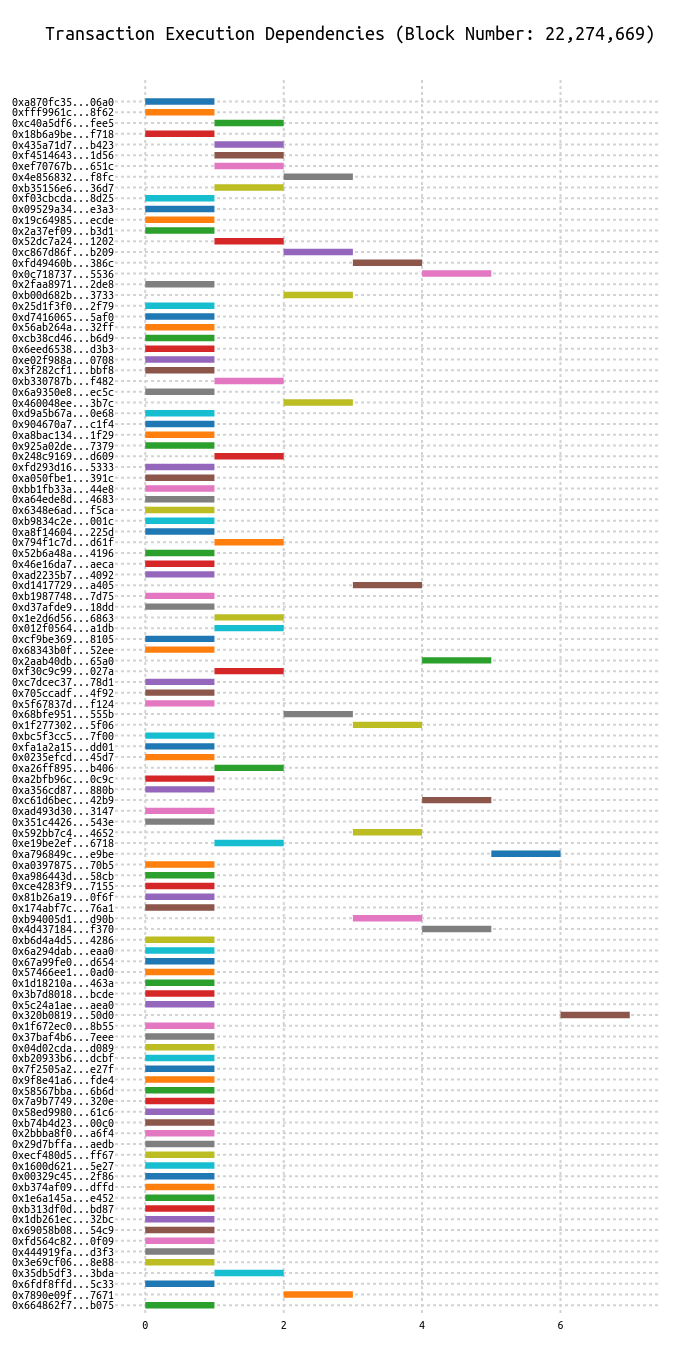 Transaction Execution Dependencies (Block Number: 22,274,669)
0xa870fc35...06a0
0xfff9961c...8f62
0xc40a5df6...fee5
0x18b6a9be...f718
0x435a71d7...b423
0xf4514643...1d56
0xef70767b...651c
0x4e856832...f8fc
0xb35156e6...36d7
0xf03cbcda...8d25
0x09529a34...e3a3
0x19c64985...ecde
0x2a37ef09...b3d1
0x52dc7a24...1202
0xc867d86f...b209
0xfd49460b...386c
0x0c718737...5536
0x2faa8971...2de8
0xb00d682b...3733
0x25d1f3f0...2f79
0xd7416065...5af0
0x56ab264a...32ff
0xcb38cd46...b6d9
0x6eed6538...d3b3
0xe02f988a...0708
0x3f282cf1...bbf8
0xb330787b...f482
0x6a9350e8...ec5c
0x460048ee...3b7c
0xd9a5b67a...0e68
0x904670a7...c1f4
0xa8bac134...1f29
0x925a02de...7379
0x248c9169...d609
0xfd293d16...5333
0xa050fbe1...391c
0xbb1fb33a...44e8
0xa64ede8d...4683
0x6348e6ad...f5ca
0xb9834c2e...001c
0xa8f14604...225d
0x794f1c7d...d61f
0x52b6a48a...4196
0x46e16da7...aeca
0xad2235b7...4092
0xd1417729...a405
0xb1987748...7d75
0xd37afde9...18dd
0x1e2d6d56...6863
0x012f0564...a1db
0xcf9be369...8105
0x68343b0f...52ee
0x2aab40db...65a0
0xf30c9c99...027a
0xc7dcec37...78d1
0x705ccadf...4f92
0x5f67837d...f124
0x68bfe951...555b
0x1f277302...5f06
0xbc5f3cc5...7f00
0xfa1a2a15...dd01
0x0235efcd...45d7
0xa26ff895...b406
0xa2bfb96c...0c9c
0xa356cd87...880b
0xc61d6bec...42b9
0xad493d30...3147
0x351c4426...543e
0x592bb7c4...4652
0xe19be2ef...6718
0xa796849c...e9be
0xa0397875...70b5
0xa986443d...58cb
0xce4283f9...7155
0x81b26a19...0f6f
0x174abf7c...76a1
0xb94005d1...d90b
0x4d437184...f370
0xb6d4a4d5...4286
0x6a294dab...eaa0
0x67a99fe0...d654
0x57466ee1...0ad0
0x1d18210a...463a
0x3b7d8018...bcde
0x5c24a1ae...aea0
0x320b0819...50d0
0x1f672ec0...8b55
0x37baf4b6...7eee
0x04d02cda...d089
0xb20933b6...dcbf
0x7f2505a2...e27f
0x9f8e41a6...fde4
0x58567bba...6b6d
0x7a9b7749...320e
0x58ed9980...61c6
0xb74b4d23...00c0
0x2bbba8f0...a6f4
0x29d7bffa...aedb
0xecf480d5...ff67
0x1600d621...5e27
0x00329c45...2f86
0xb374af09...dffd
0x1e6a145a...e452
0xb313df0d...bd87
0x1db261ec...32bc
0x69058b08...54c9
0xfd564c82...0f09
0x444919fa...d3f3
0x3e69cf06...8e88
0x35db5df3...3bda
0x6fdf8ffd...5c33
0x7890e09f...7671
0x664862f7...b075
0 2 4 6